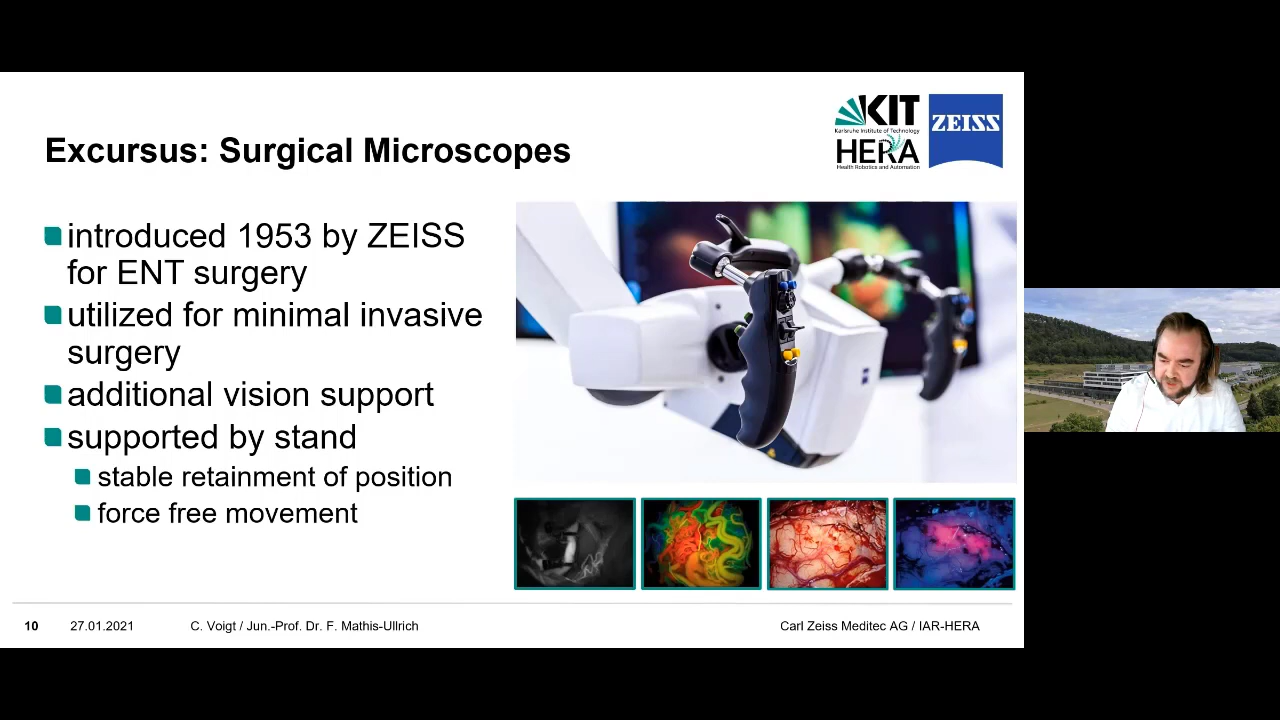 KIT
Karlsruhe Institute of Technology
HERA
Health Robotics and Automation
ZEISS
Excursus: Surgical Microscopes
introduced 1953 by ZEISS
for ENT surgery
utilized for minimal invasive
surgery
additional vision support
supported by stand
stable retainment of position
force free movement
10 27.01.2021 C. Voigt / Jun.-Prof. Dr. F. Mathis-Ullrich Carl Zeiss Meditec AG / IAR-HERA